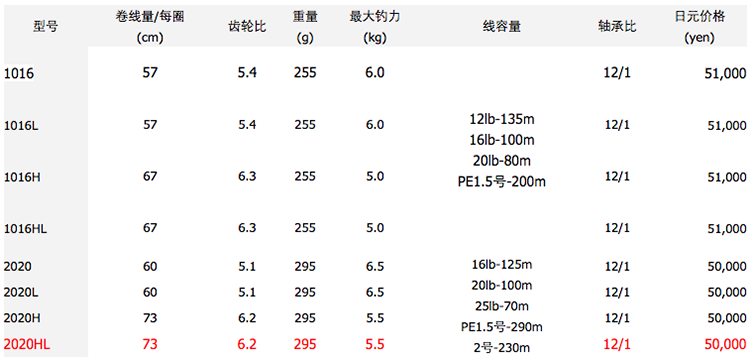 型号 卷线量/每圈 (cm) 齿轮比 重量 (g) 最大钓力 (kg) 线容量 轴承比 日元价格 (yen)
1016 57 5.4 255 6.0 12/1 51,000
1016L 57 5.4 255 6.0 12lb-135m 12/1 51,000
16lb-100m
20lb-80m
1016H 67 6.3 255 5.0 PE1.5号-200m 12/1 51,000
1016HL 67 6.3 255 5.0 12/1 51,000
2020 60 5.1 295 6.5 16lb-125m 12/1 50,000
2020L 60 5.1 295 6.5 20lb-100m 12/1 50,000
25lb-70m
2020H 73 6.2 295 5.5 PE1.5号-290m 12/1 50,000
2020HL 73 6.2 295 5.5 2号-230m 12/1 50,000